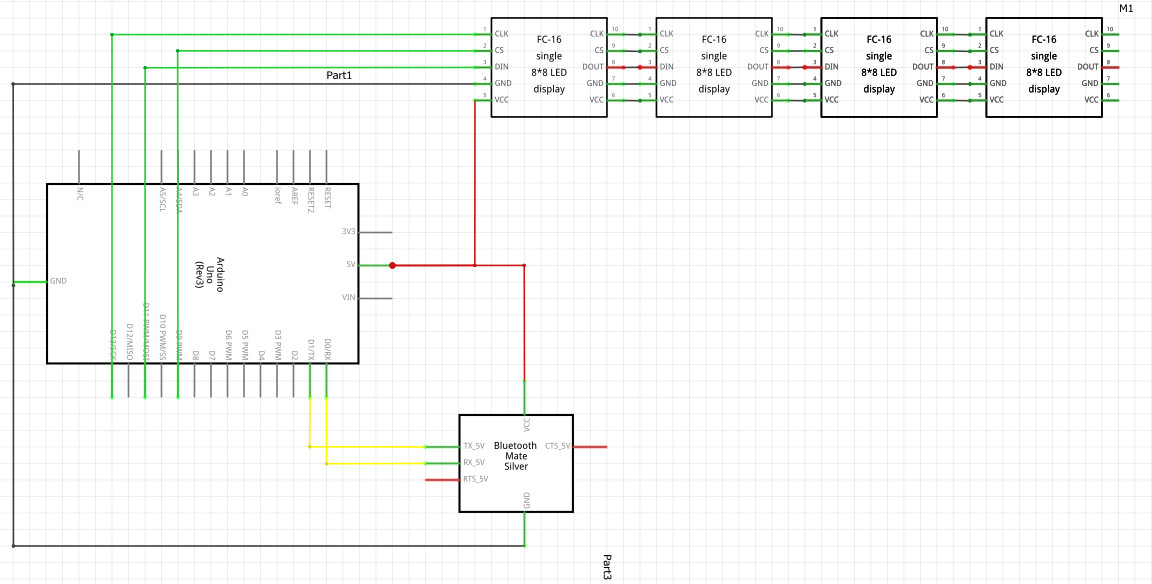 M1
1 CLK
2 CS
3 DIN
4 GND
5 VCC
FC-16
single
8*8 LED
display
10 CLK
9 CS
8 DOUT
7 GND
6 VCC
1 CLK
2 CS
3 DIN
4 GND
5 VCC
FC-16
single
8*8 LED
display
10 CLK
9 CS
8 DOUT
7 GND
6 VCC
1 CLK
2 CS
3 DIN
4 GND
5 VCC
FC-16
single
8*8 LED
display
10 CLK
9 CS
8 DOUT
7 GND
6 VCC
1 CLK
2 CS
3 DIN
4 GND
5 VCC
FC-16
single
8*8 LED
display
10 CLK
9 CS
8 DOUT
7 GND
6 VCC
Part1
N/C
A5/SCL
A4/SDA
A3
A2
A1
A0
ioref
AREF
RESET2
RESET
3V3
5V
VIN
GND
Arduino
Uno
(Rev3)
D13/SCK
D12/MISO
D11 PWM/MOSI
D10 PWM/SS
D9 PWM
D8
D7
D6 PWM
D5 PWM
D4
D3 PWM
D2
D1/TX
D0/RX
VCC
TX_5V
RX_5V
RTS_5V
Bluetooth
Mate
Silver
CTS_5V
GND
Part3